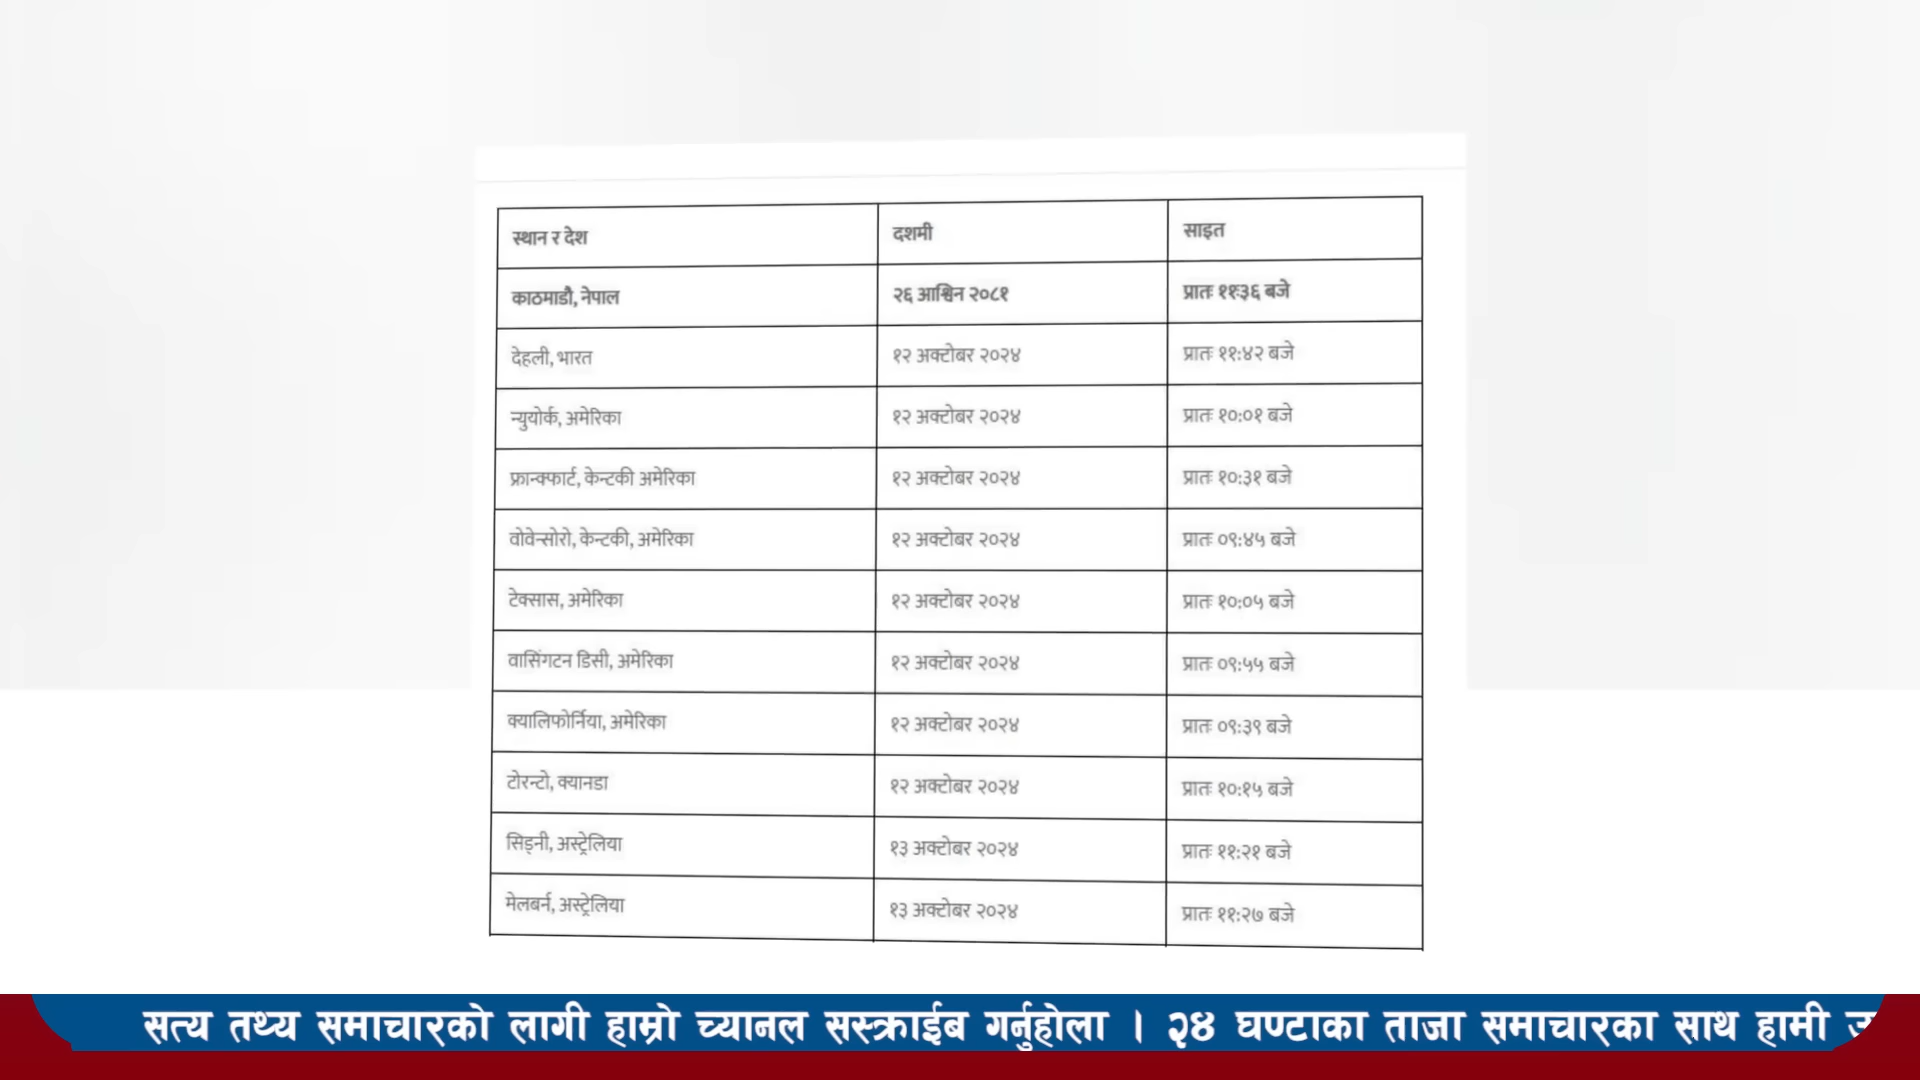 स्थान र देश दशमी साइत
काठमाडौ, नेपाल २६ आश्विन २०८१ प्रातः ११:३६ बजे
देहली, भारत १२ अक्टोबर २०२४ प्रातः ११:४२ बजे
न्युयोर्क, अमेरिका १२ अक्टोबर २०२४ प्रातः १०:०१ बजे
फ्रान्क्फार्ट, केन्टकी अमेरिका १२ अक्टोबर २०२४ प्रातः १०:३१ बजे
वोवेन्सोरो, केन्टकी, अमेरिका १२ अक्टोबर २०२४ प्रातः ०९:४५ बजे
टेक्सास, अमेरिका १२ अक्टोबर २०२४ प्रातः १०:०५ बजे
वासिंगटन डिसी, अमेरिका १२ अक्टोबर २०२४ प्रातः ०९:५५ बजे
क्यालिफोर्निया, अमेरिका १२ अक्टोबर २०२४ प्रातः ०९:३९ बजे
टोरन्टो, क्यानडा १२ अक्टोबर २०२४ प्रातः १०:१५ बजे
सिड्नी, अस्ट्रेलिया १३ अक्टोबर २०२४ प्रातः ११:२१ बजे
मेलबर्न, अस्ट्रेलिया १३ अक्टोबर २०२४ प्रातः ११:२७ बजे
सत्य तथ्य समाचारको लागी हाम्रो च्यानल सस्क्राईब गर्नुहोला । २४ घण्टाका ताजा समाचारका साथ हामी